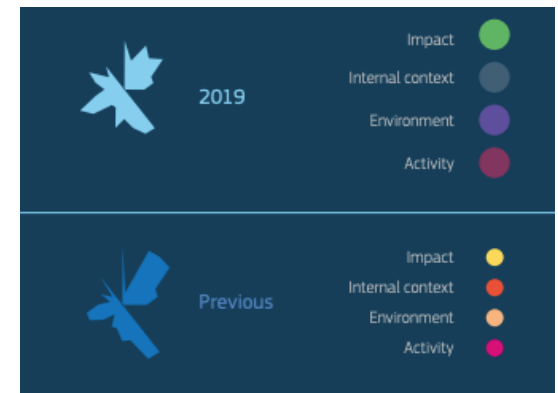 Impact
Internal context
2019
Environment
Activity
Impact
Internal context
Previous
Environment
Activity